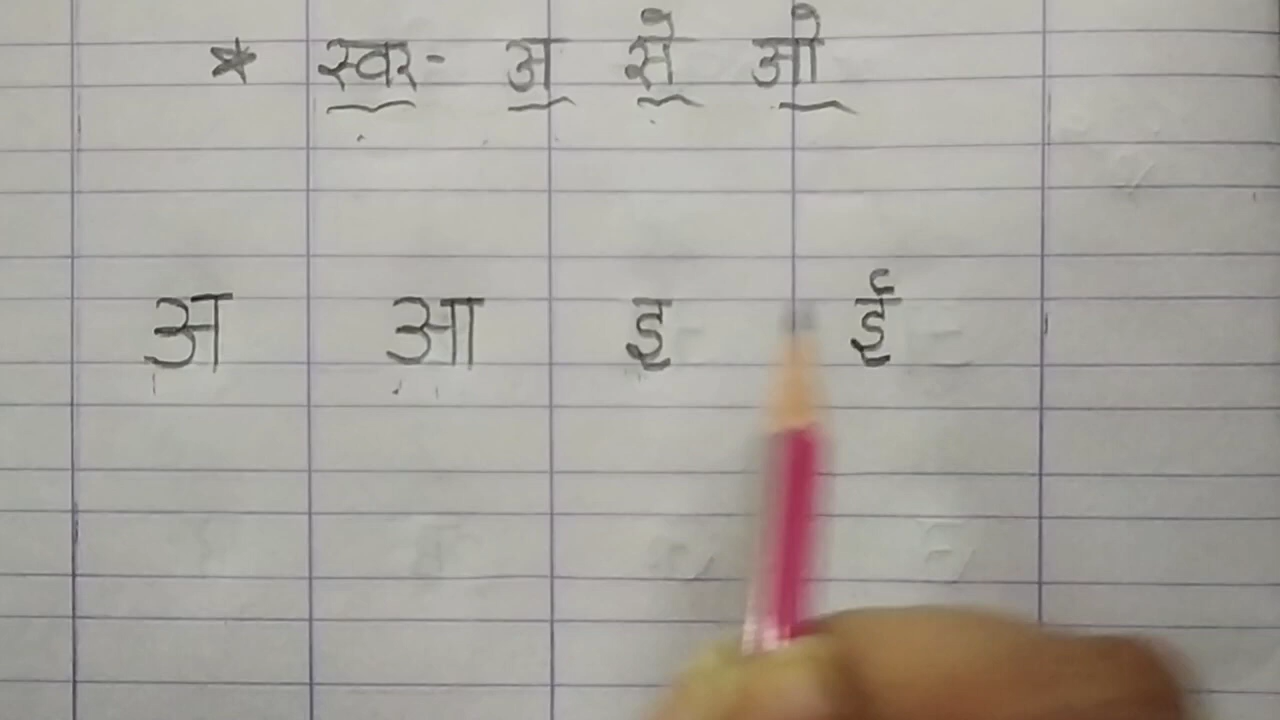 * स्वर - अ से ओ
अ आ इ ई